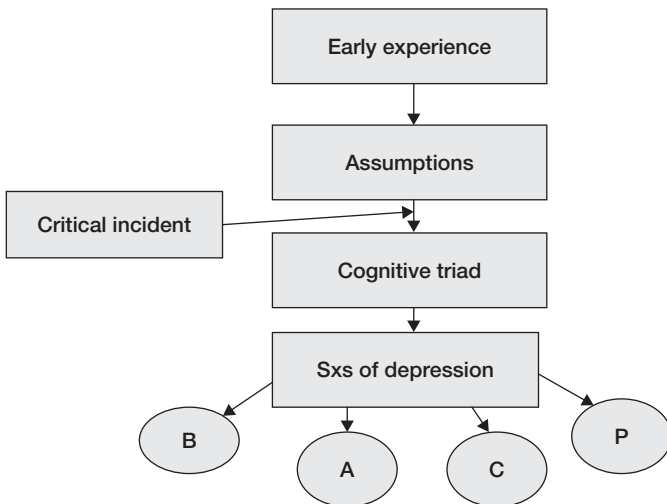 Early experience
Assumptions
Critical incident
Cognitive triad
Sxs of depression
B
A
C
P